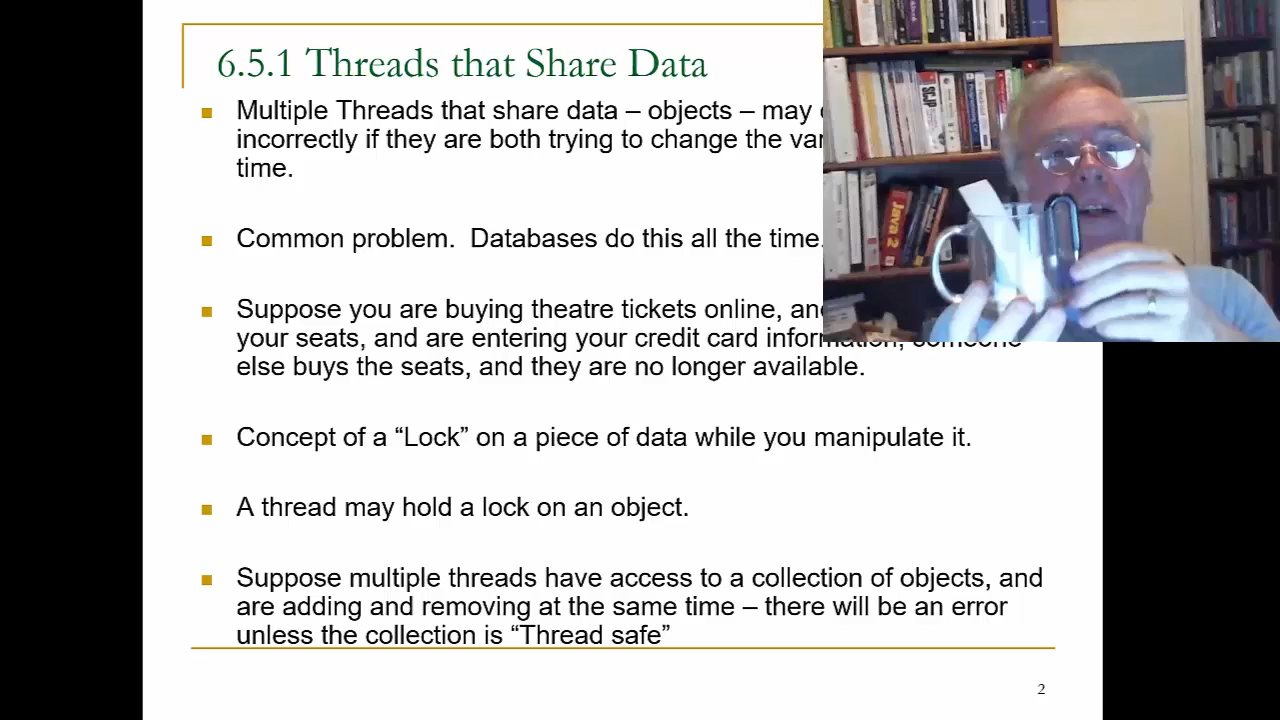 6.5.1 Threads that Share Data
Multiple Threads that share data – objects – may
incorrectly if they are both trying to change the
time.
Common problem. Databases do this all the time.
Suppose you are buying theatre tickets online,
your seats, and are entering your credit card information, someone
else buys the seats, and they are no longer available.
Concept of a “Lock” on a piece of data while you manipulate it.
A thread may hold a lock on an object.
Suppose multiple threads have access to a collection of objects, and
are adding and removing at the same time – there will be an error
unless the collection is “Thread safe”
2
SCJP
Java 2